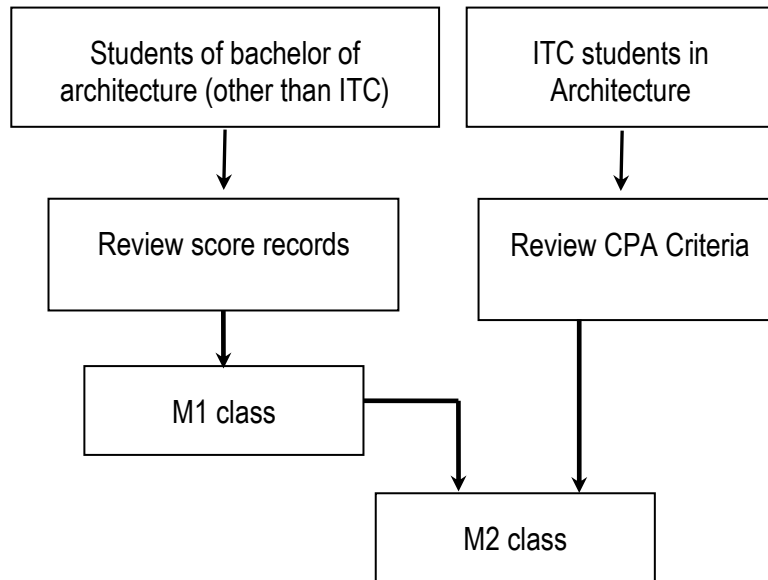 Students of bachelor of
architecture (other than ITC)
ITC students in
Architecture
Review score records
Review CPA Criteria
M1 class
M2 class